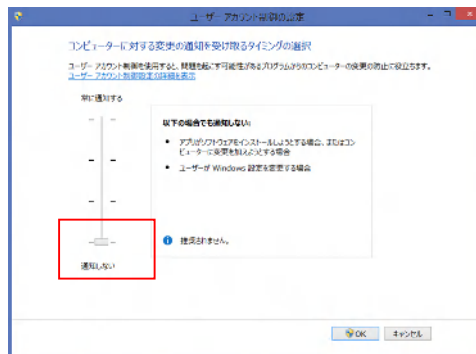 ユーザー アカウント制御の設定
コンピューターに対する変更の通知を受け取るタイミングの選択
ユーザー アカウント制御を使用すると、問題を起こす可能性があるプログラムからのコンピューターの変更の防止に役立ちます。
ユーザー アカウント制御設定の詳細を表示
常に通知する
以下の場合でも通知しない:
• アプリがソフトウェアをインストールしようとする場合、またはコン
ピューターに変更を加えようとする場合
• ユーザーが Windows 設定を変更する場合
推奨されません。
通知しない
OK
キャンセル